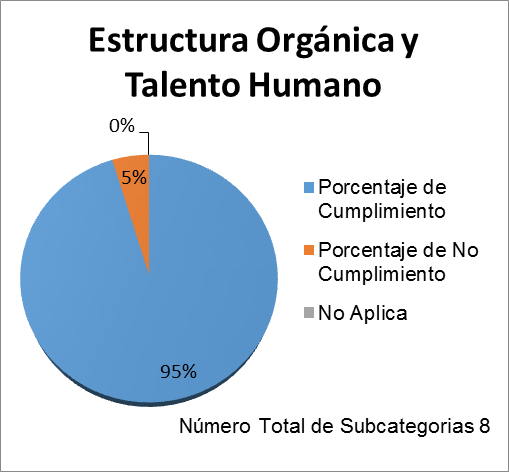 Estructura Orgánica y
Talento Humano
0%
5%
95%
Porcentaje de
Cumplimiento
Porcentaje de No
Cumplimiento
No Aplica
Número Total de Subcategorias 8